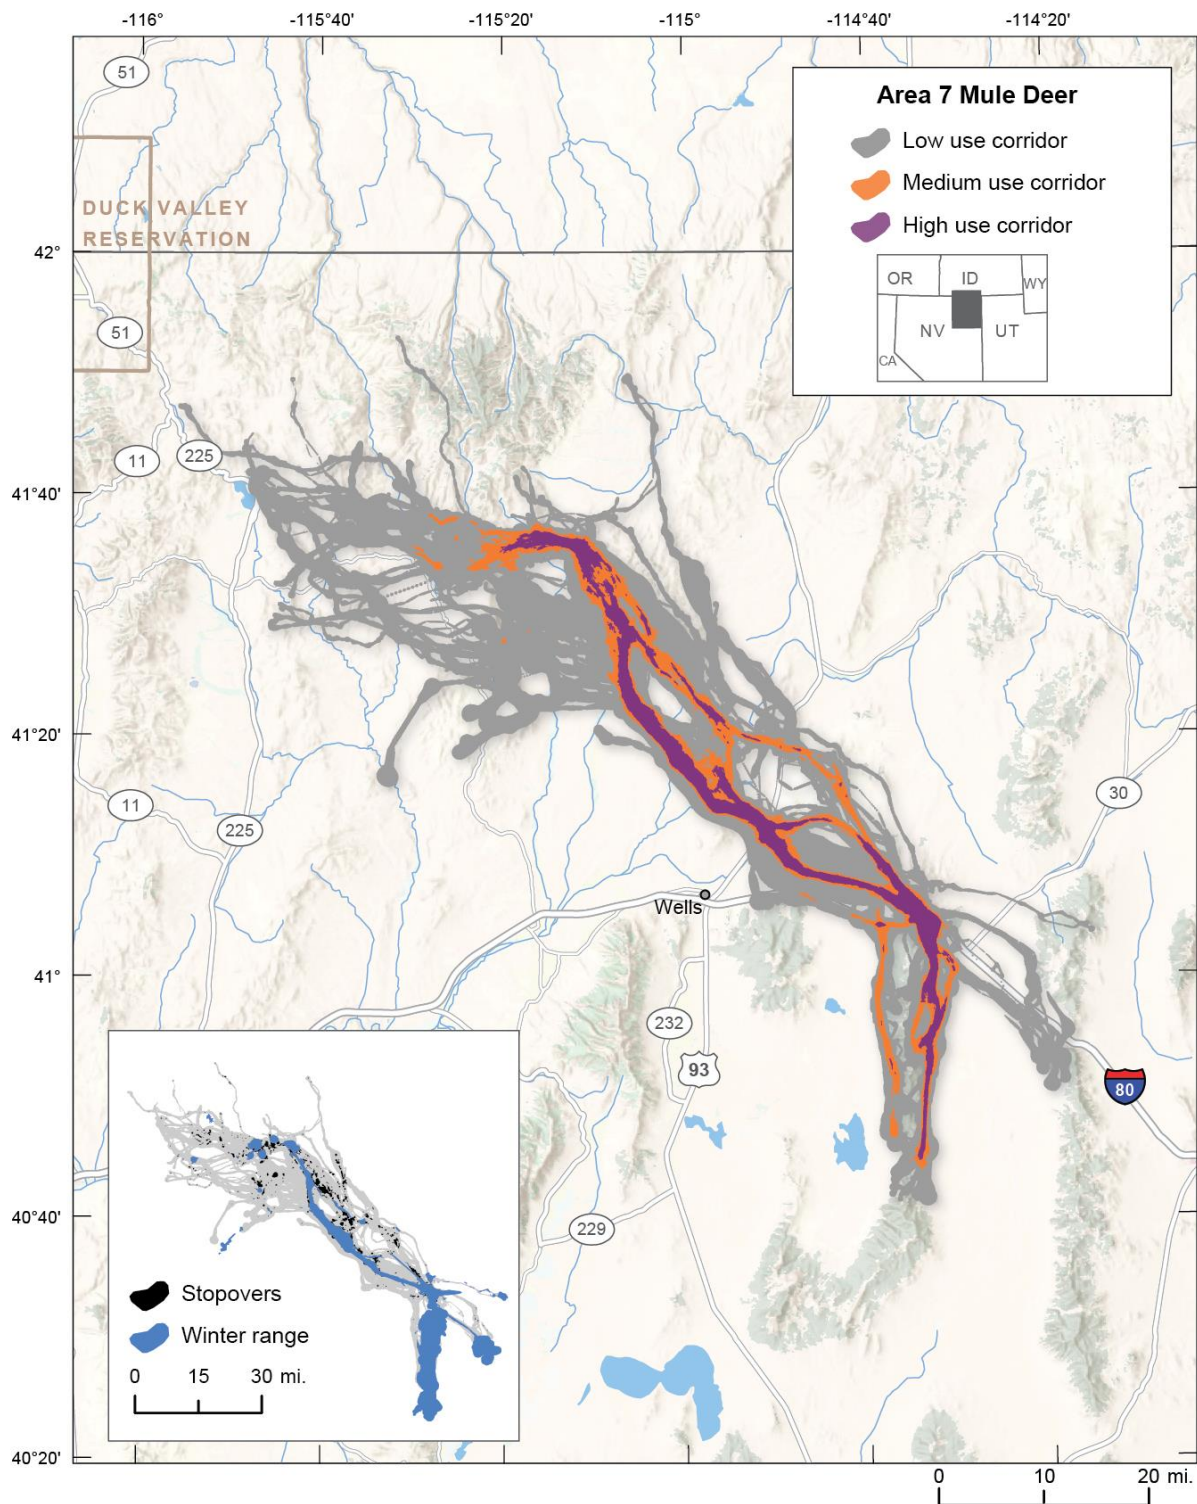 -116°
-115°40'
-115°20'
-115°
-114°40'
-114°20'
51
Area 7 Mule Deer
Low use corridor
Medium use corridor
High use corridor
OR
ID
WY
NV
UT
CA
DUCK VALLEY
RESERVATION
42°
51
11
225
41°40'
41°20'
11
225
30
Wells
41°
232
93
80
40°40'
229
Stopovers
Winter range
0 15 30 mi.
40°20'
0 10 20 mi.